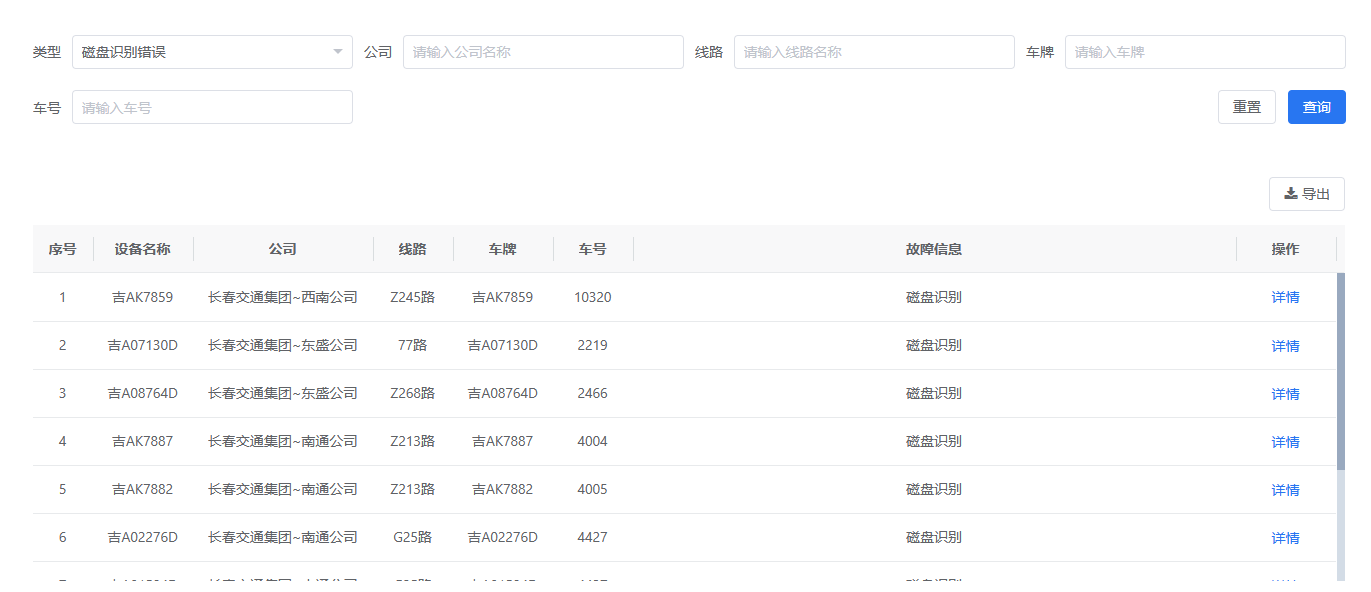 类型 磁盘识别错误 公司 请输入公司名称 线路 请输入线路名称 车牌 请输入车牌
车号 请输入车号 重置 查询
导出
序号 设备名称 公司 线路 车牌 车号 故障信息 操作
1 吉AK7859 长春交通集团~西南公司 Z245路 吉AK7859 10320 磁盘识别 详情
2 吉A07130D 长春交通集团~东盛公司 77路 吉A07130D 2219 磁盘识别 详情
3 吉A08764D 长春交通集团~东盛公司 Z268路 吉A08764D 2466 磁盘识别 详情
4 吉AK7887 长春交通集团~南通公司 Z213路 吉AK7887 4004 磁盘识别 详情
5 吉AK7882 长春交通集团~南通公司 Z213路 吉AK7882 4005 磁盘识别 详情
6 吉A02276D 长春交通集团~南通公司 G25路 吉A02276D 4427 磁盘识别 详情